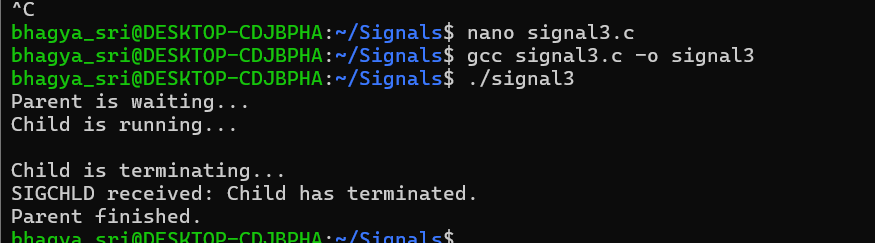 ^C
bhagya_sri@DESKTOP-CDJBPHA:~/Signals$ nano signal3.c
bhagya_sri@DESKTOP-CDJBPHA:~/Signals$ gcc signal3.c -o signal3
bhagya_sri@DESKTOP-CDJBPHA:~/Signals$ ./signal3
Parent is waiting...
Child is running...

Child is terminating...
SIGCHLD received: Child has terminated.
Parent finished.
bhagya_sri@DESKTOP-CDJBPHA:~/Signals$